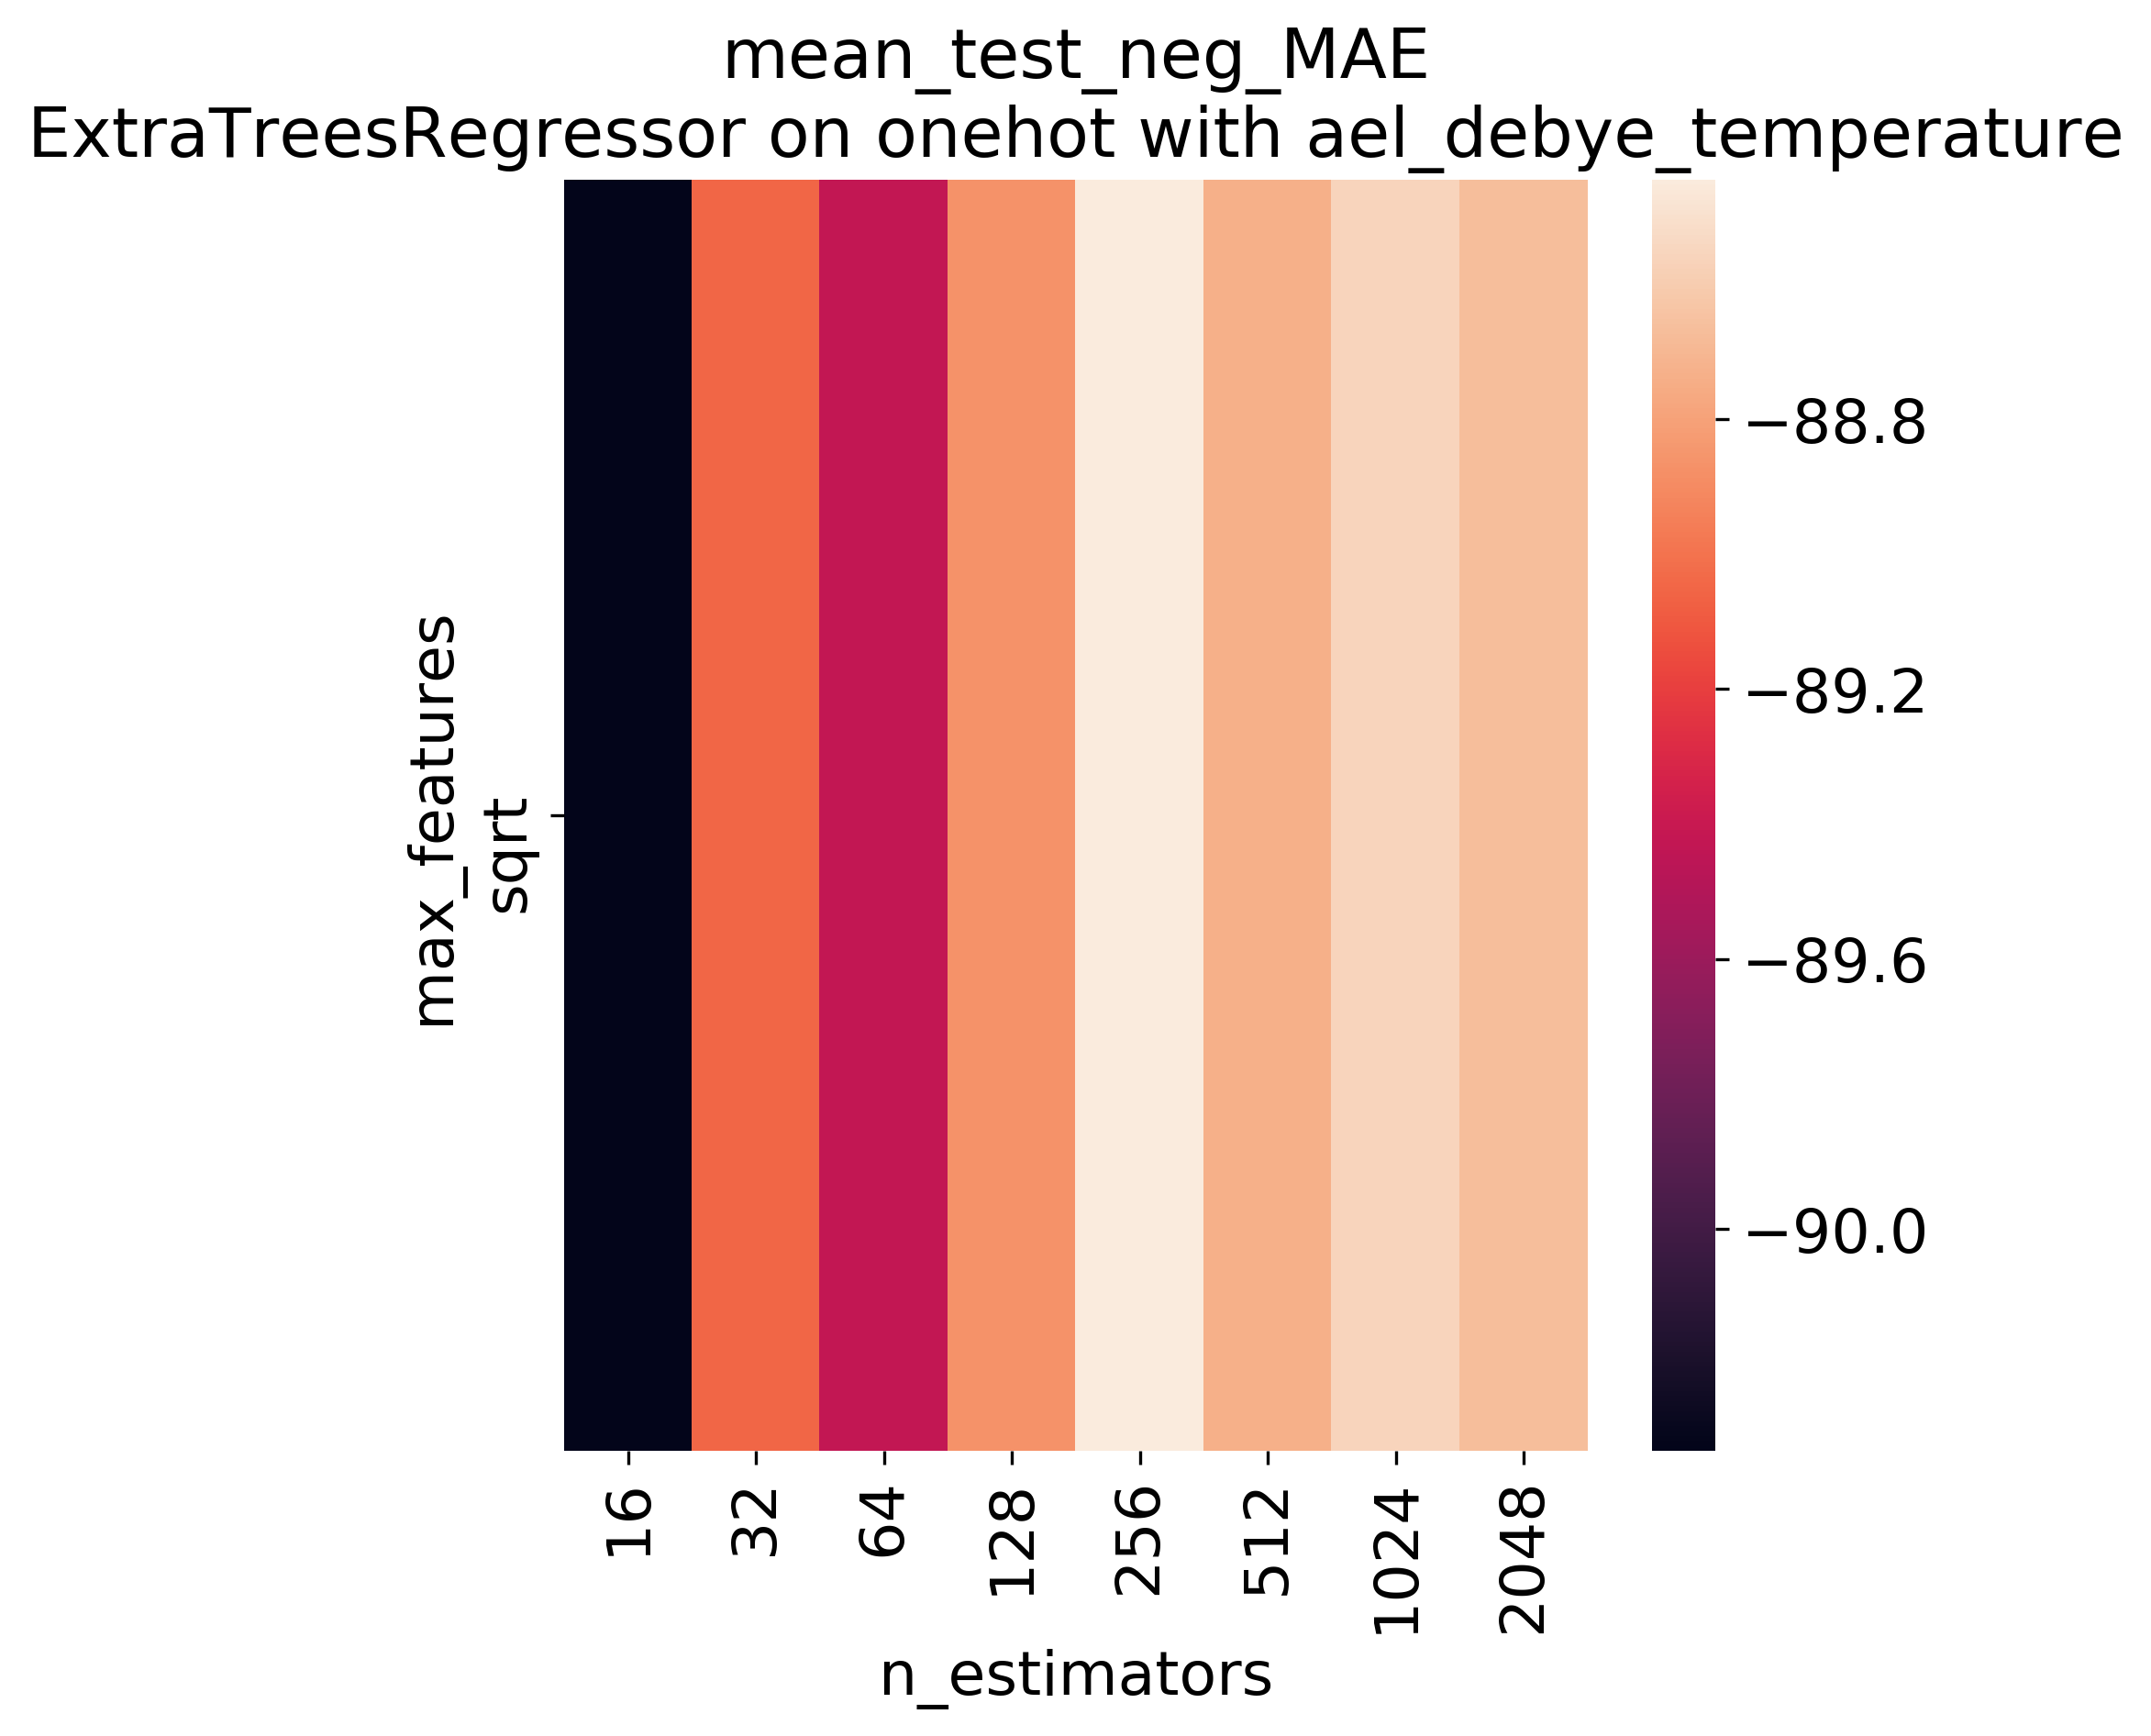 mean_test_neg_MAE
ExtraTreesRegressor on onehot with ael_debye_temperature
max_features
sqrt
−88.8
−89.2
−89.6
−90.0
16
32
64
128
256
512
1024
2048
n_estimators